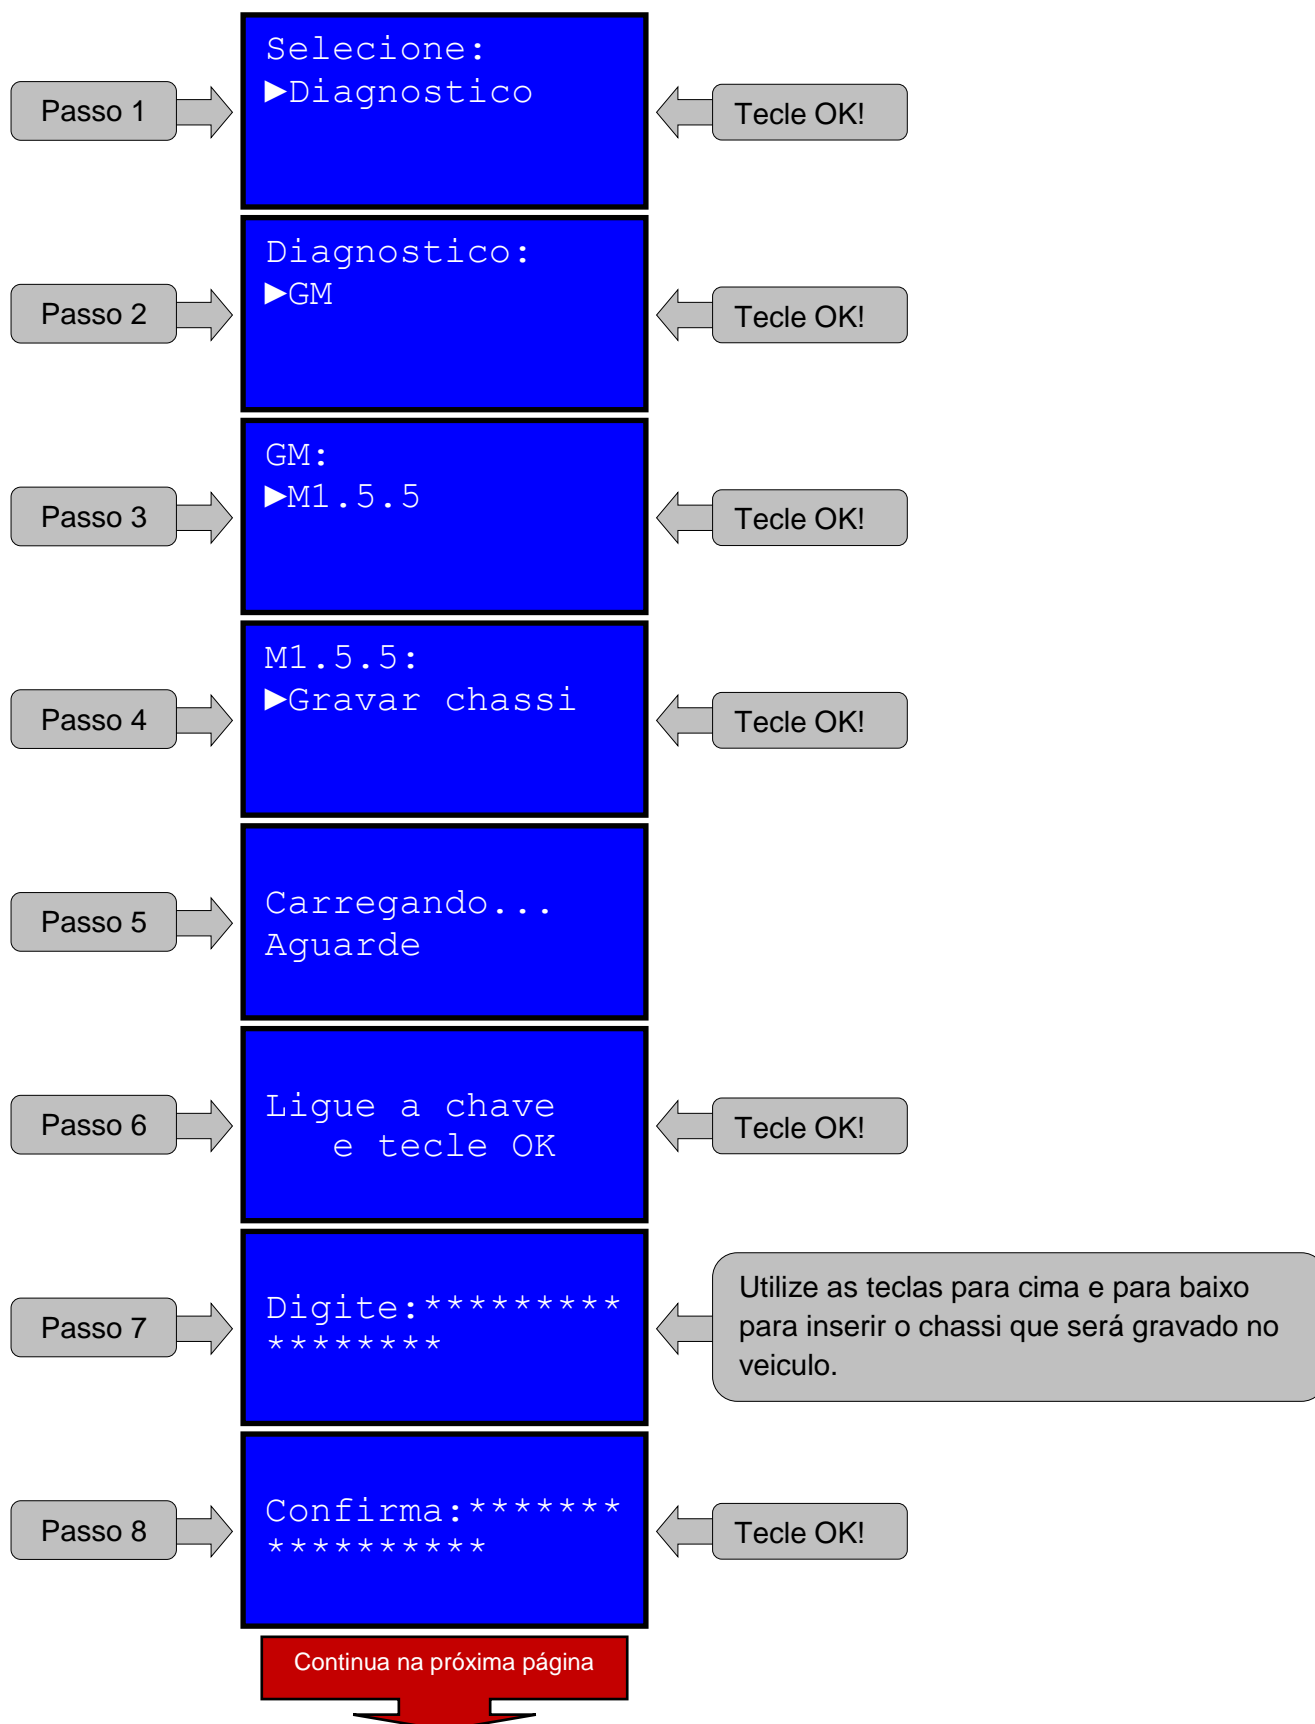 Selecione:
►Diagnostico
Passo 1
Tecle OK!
Diagnostico:
►GM
Passo 2
Tecle OK!
GM:
►M1.5.5
Passo 3
Tecle OK!
M1.5.5:
►Gravar chassi
Passo 4
Tecle OK!
Carregando...
Aguarde
Passo 5
Ligue a chave
e tecle OK
Passo 6
Tecle OK!
Digite:*********
********
Passo 7
Utilize as teclas para cima e para baixo
para inserir o chassi que será gravado no
veiculo.
Confirma:*******
**********
Passo 8
Tecle OK!
Continua na próxima página